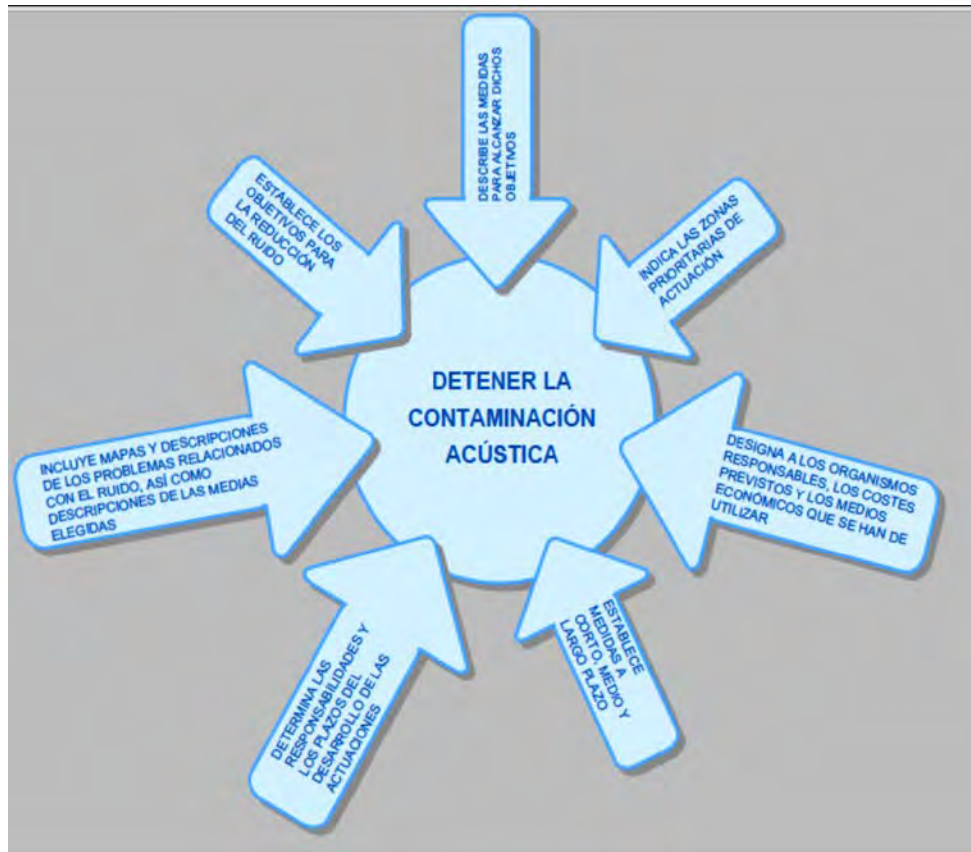 DESCRIBE LAS MEDIDAS
PARA ALCANZAR DICHOS
OBJETIVOS
INDICA LAS ZONAS
PRIORITARIAS DE
ACTUACIÓN
DESIGNA A LOS ORGANISMOS
RESPONSABLES, LOS COSTES
PREVISTOS Y LOS MEDIOS
ECONÓMICOS QUE SE HAN DE
UTILIZAR
ESTABLECE
MEDIDAS A
CORTO, MEDIO Y
LARGO PLAZO
DETERMINA LAS
RESPONSABILIDADES Y
LOS PLAZOS DEL
DESARROLLO DE LAS
ACTUACIONES
INCLUYE MAPAS Y DESCRIPCIONES
DE LOS PROBLEMAS RELACIONADOS
CON EL RUIDO, ASÍ COMO
DESCRIPCIONES DE LAS MEDIAS
ELEGIDAS
ESTABLECE LOS
OBJETIVOS PARA
LA REDUCCIÓN
DEL RUIDO
DETENER LA
CONTAMINACIÓN
ACÚSTICA